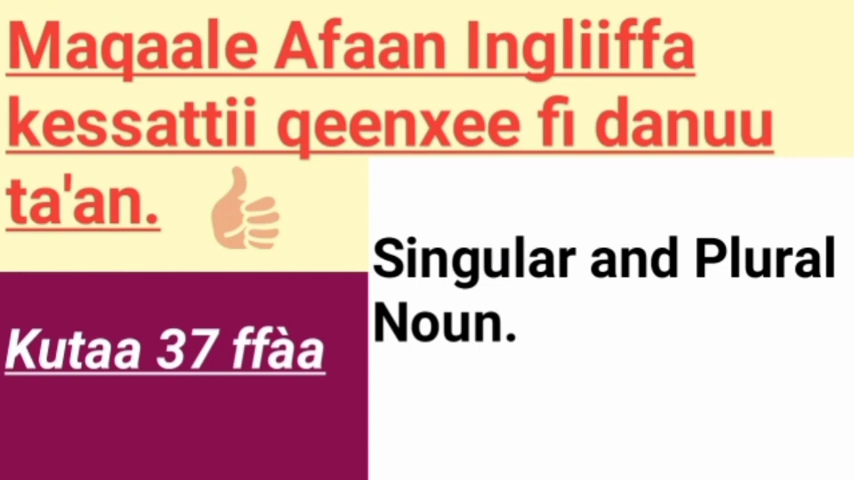 Maqaale Afaan Ingliiffa
kessattii qeenxee fi danuu
ta'an.
Singular and Plural
Noun.
Kutaa 37 ffàa